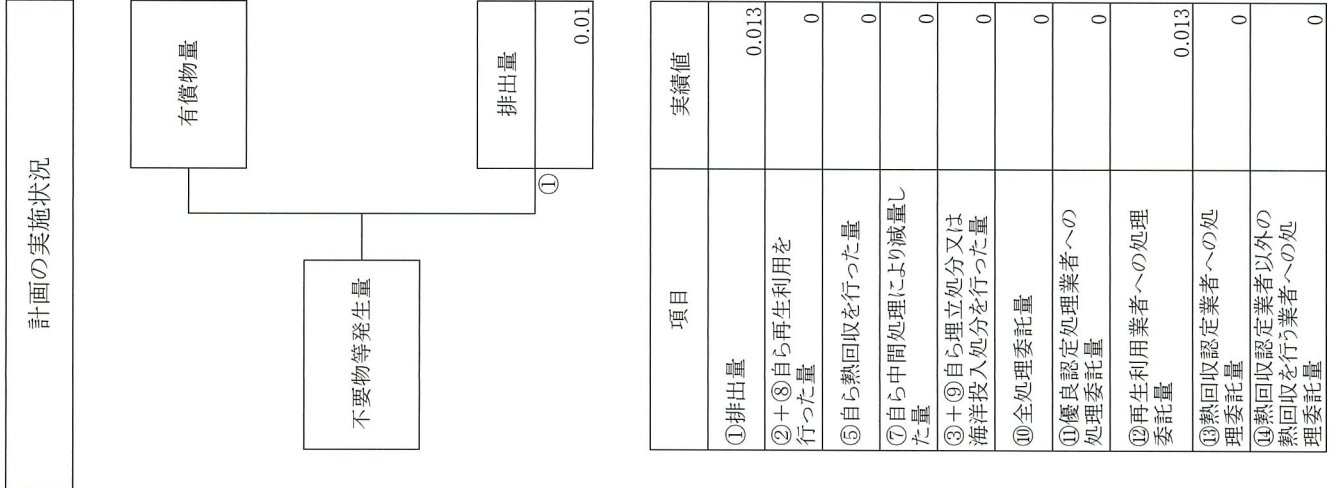 計画の実施状況
有償物量
不要物等発生量
①
排出量
0.01
項目
実績値
①排出量
0.013
②+⑧自ら再生利用を
行った量
0
⑤自ら熱回収を行った量
0
⑦自ら中間処理により減量し
た量
0
③+⑨自ら埋立処分又は
海洋投入処分を行った量
0
⑩全処理委託量
0
⑪優良認定処理業者への
処理委託量
0
⑫再生利用業者への処理
委託量
0.013
⑬熱回収認定業者への処
理委託量
0
⑭熱回収認定業者以外の
熱回収を行う業者への処
理委託量
0